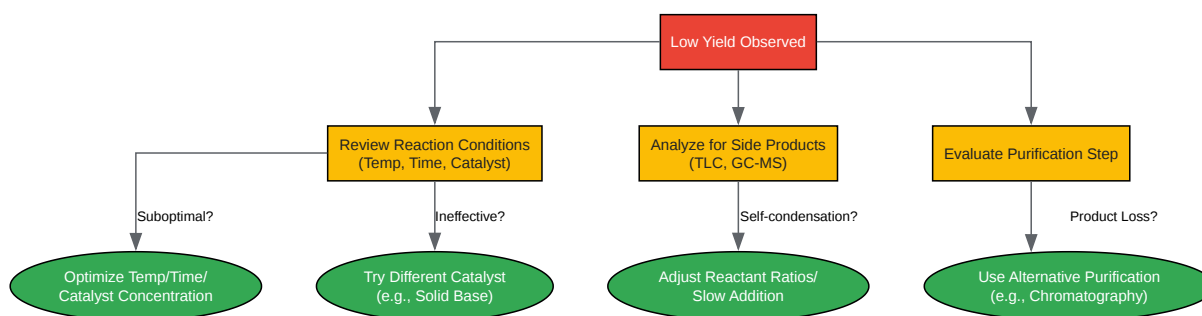 Low Yield Observed
Review Reaction Conditions
(Temp, Time, Catalyst)
Analyze for Side Products
(TLC, GC-MS)
Evaluate Purification Step
Suboptimal?
Ineffective?
Self-condensation?
Product Loss?
Optimize Temp/Time/
Catalyst Concentration
Try Different Catalyst
(e.g., Solid Base)
Adjust Reactant Ratios/
Slow Addition
Use Alternative Purification
(e.g., Chromatography)